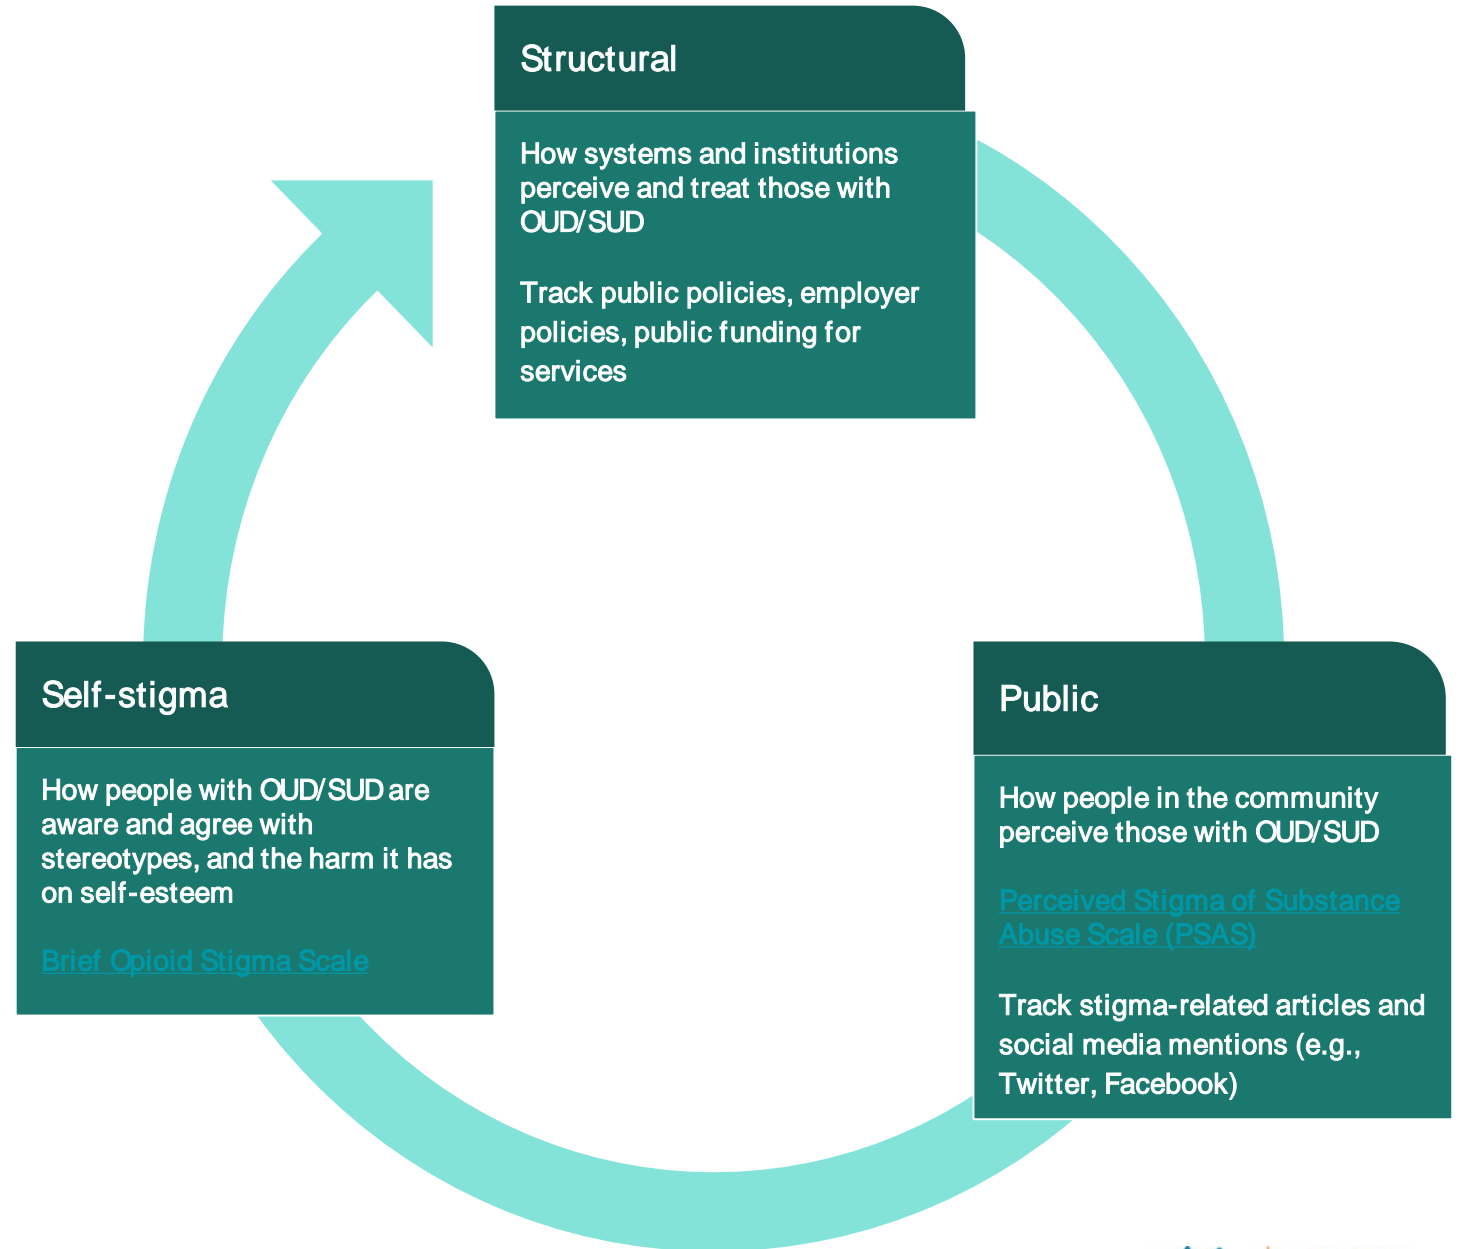 Structural
How systems and institutions
perceive and treat those with
OUD/SUD
Track public policies, employer
policies, public funding for
services
Self-stigma
How people with OUD/SUD are
aware and agree with
stereotypes, and the harm it has
on self-esteem
Brief Opioid Stigma Scale
Public
How people in the community
perceive those with OUD/SUD
Perceived Stigma of Substance
Abuse Scale (PSAS)
Track stigma-related articles and
social media mentions (e.g.,
Twitter, Facebook)